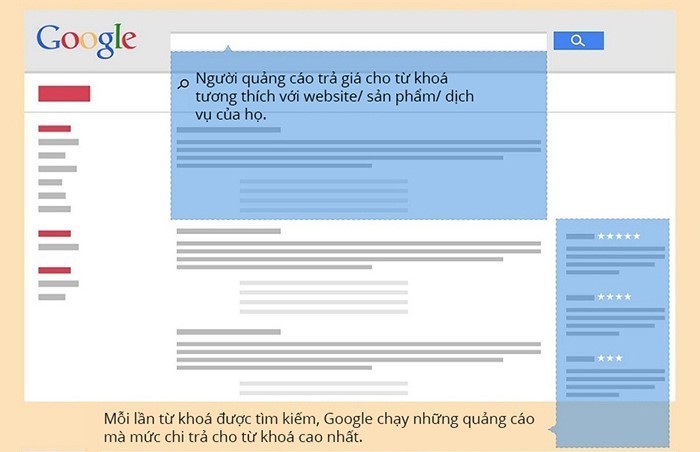 Google
Người quảng cáo trả giá cho từ khoá
tương thích với website/ sản phẩm/ dịch
vụ của họ.
Mỗi lần từ khoá được tìm kiếm, Google chạy những quảng cáo
mà mức chi trả cho từ khoá cao nhất.